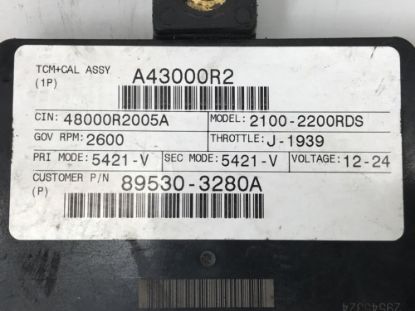 TCM+CAL ASSY A43000R2
(1P)
CIN: 48000R2005A MODEL: 2100-2200RDS
GOV RPM: 2600 THROTTLE: J-1939
PRI MODE: 5421-V SEC MODE: 5421-V VOLTAGE: 12-24
CUSTOMER P/N 89530-3280A
(P)